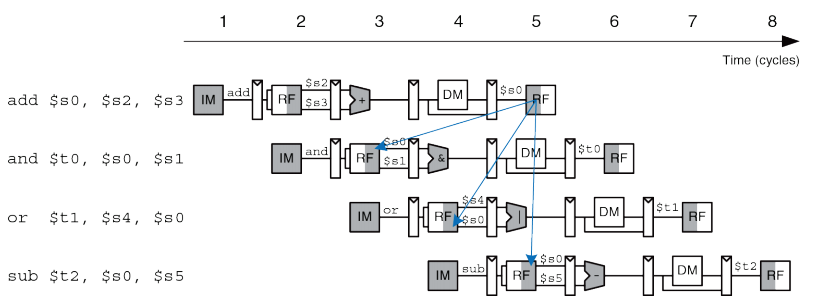 1 2 3 4 5 6 7 8
Time (cycles)
add $s0, $s2, $s3 IM add RF $s2 $s3 + DM $s0 RF
and $t0, $s0, $s1 IM and RF $s0 $s1 & DM $t0 RF
or $t1, $s4, $s0 IM or RF $s4 $s0 | DM $t1 RF
sub $t2, $s0, $s5 IM sub RF $s0 $s5 - DM $t2 RF